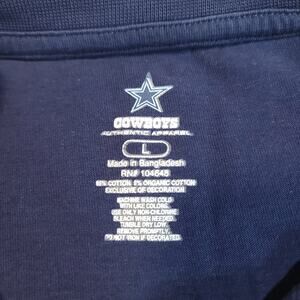 COWBOYS
AUTHENTIC APPAREL
L
Made in Bangladesh
RN# 104648
95% COTTON 5% ORGANIC COTTON
EXCLUSIVE OF DECORATION
MACHINE WASH COLD
WITH LIKE COLORS.
USE ONLY NON-CHLORINE
BLEACH WHEN NEEDED.
TUMBLE DRY LOW.
REMOVE PROMPTLY.
DO NOT IRON IF DECORATED.